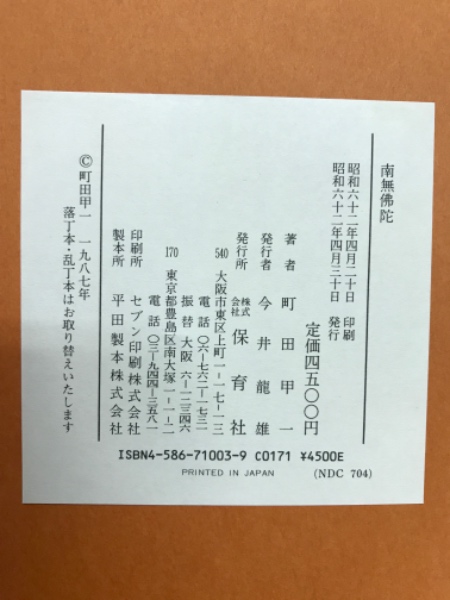 南無佛陀
昭和六十二年四月二十日 印刷
昭和六十二年四月三十日 発行
定価四五〇〇円
著者 町田甲一
発行者 今井龍雄
発行所 株式会社 保育社
540 大阪市東区上町一-一七-一三
電話 〇六-七六二-一七三一
振替 大阪 六-一二三四六
170 東京都豊島区南大塚一-一-二
電話 〇三-九四四-三五八一
印刷所 セブン印刷株式会社
製本所 平田製本株式会社
©町田甲一 一九八七年
落丁本・乱丁本はお取り替えいたします
ISBN4-586-71003-9 C0171 ¥4500E
PRINTED IN JAPAN
(NDC 704)